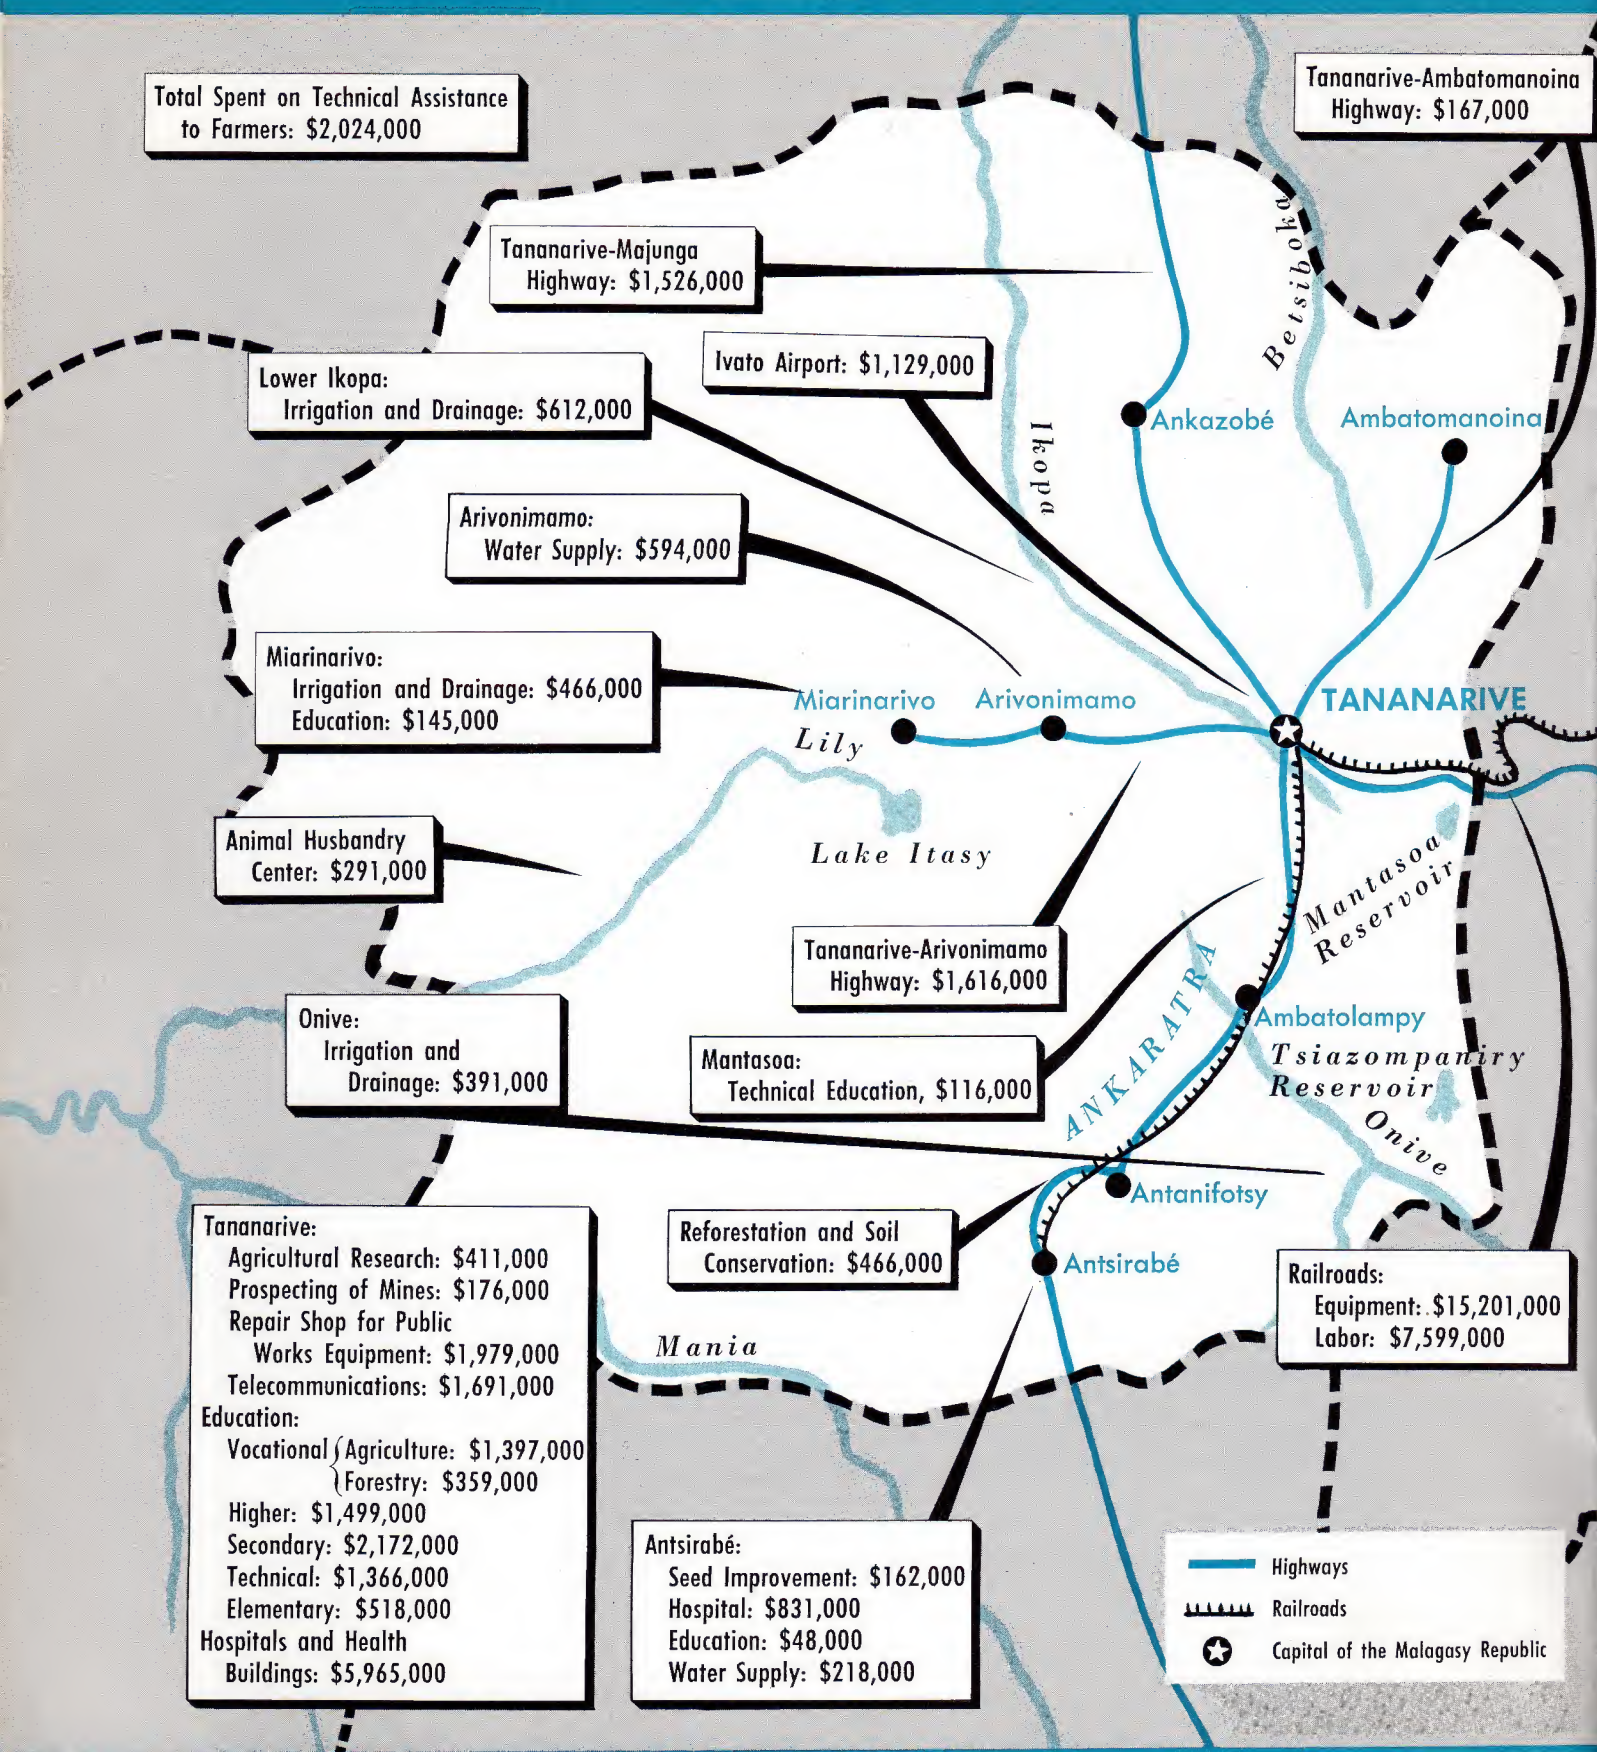 Total Spent on Technical Assistance
to Farmers: $2,024,000
Tananarive-Ambatomanoina
Highway: $167,000
Tananarive-Majunga
Highway: $1,526,000
Betsiboka
Lower Ikopa:
Irrigation and Drainage: $612,000
Ivato Airport: $1,129,000
Ikopa
Ankazobé
Ambatomanoina
Arivonimamo:
Water Supply: $594,000
Miarinarivo:
Irrigation and Drainage: $466,000
Education: $145,000
Miarinarivo
Arivonimamo
TANANARIVE
Lily
Lake Itasy
Animal Husbandry
Center: $291,000
Mantasoa
Reservoir
Tananarive-Arivonimamo
Highway: $1,616,000
ANKARATRA
Onive:
Irrigation and
Drainage: $391,000
Mantasoa:
Technical Education, $116,000
Ambatolampy
Tsiazompaniry
Reservoir
Onive
Antanifotsy
Reforestation and Soil
Conservation: $466,000
Antsirabé
Railroads:
Equipment: $15,201,000
Labor: $7,599,000
Tananarive:
Agricultural Research: $411,000
Prospecting of Mines: $176,000
Repair Shop for Public
Works Equipment: $1,979,000
Telecommunications: $1,691,000
Education:
Vocational { Agriculture: $1,397,000
Forestry: $359,000
Higher: $1,499,000
Secondary: $2,172,000
Technical: $1,366,000
Elementary: $518,000
Hospitals and Health
Buildings: $5,965,000
Mania
Antsirabé:
Seed Improvement: $162,000
Hospital: $831,000
Education: $48,000
Water Supply: $218,000
Highways
Railroads
Capital of the Malagasy Republic